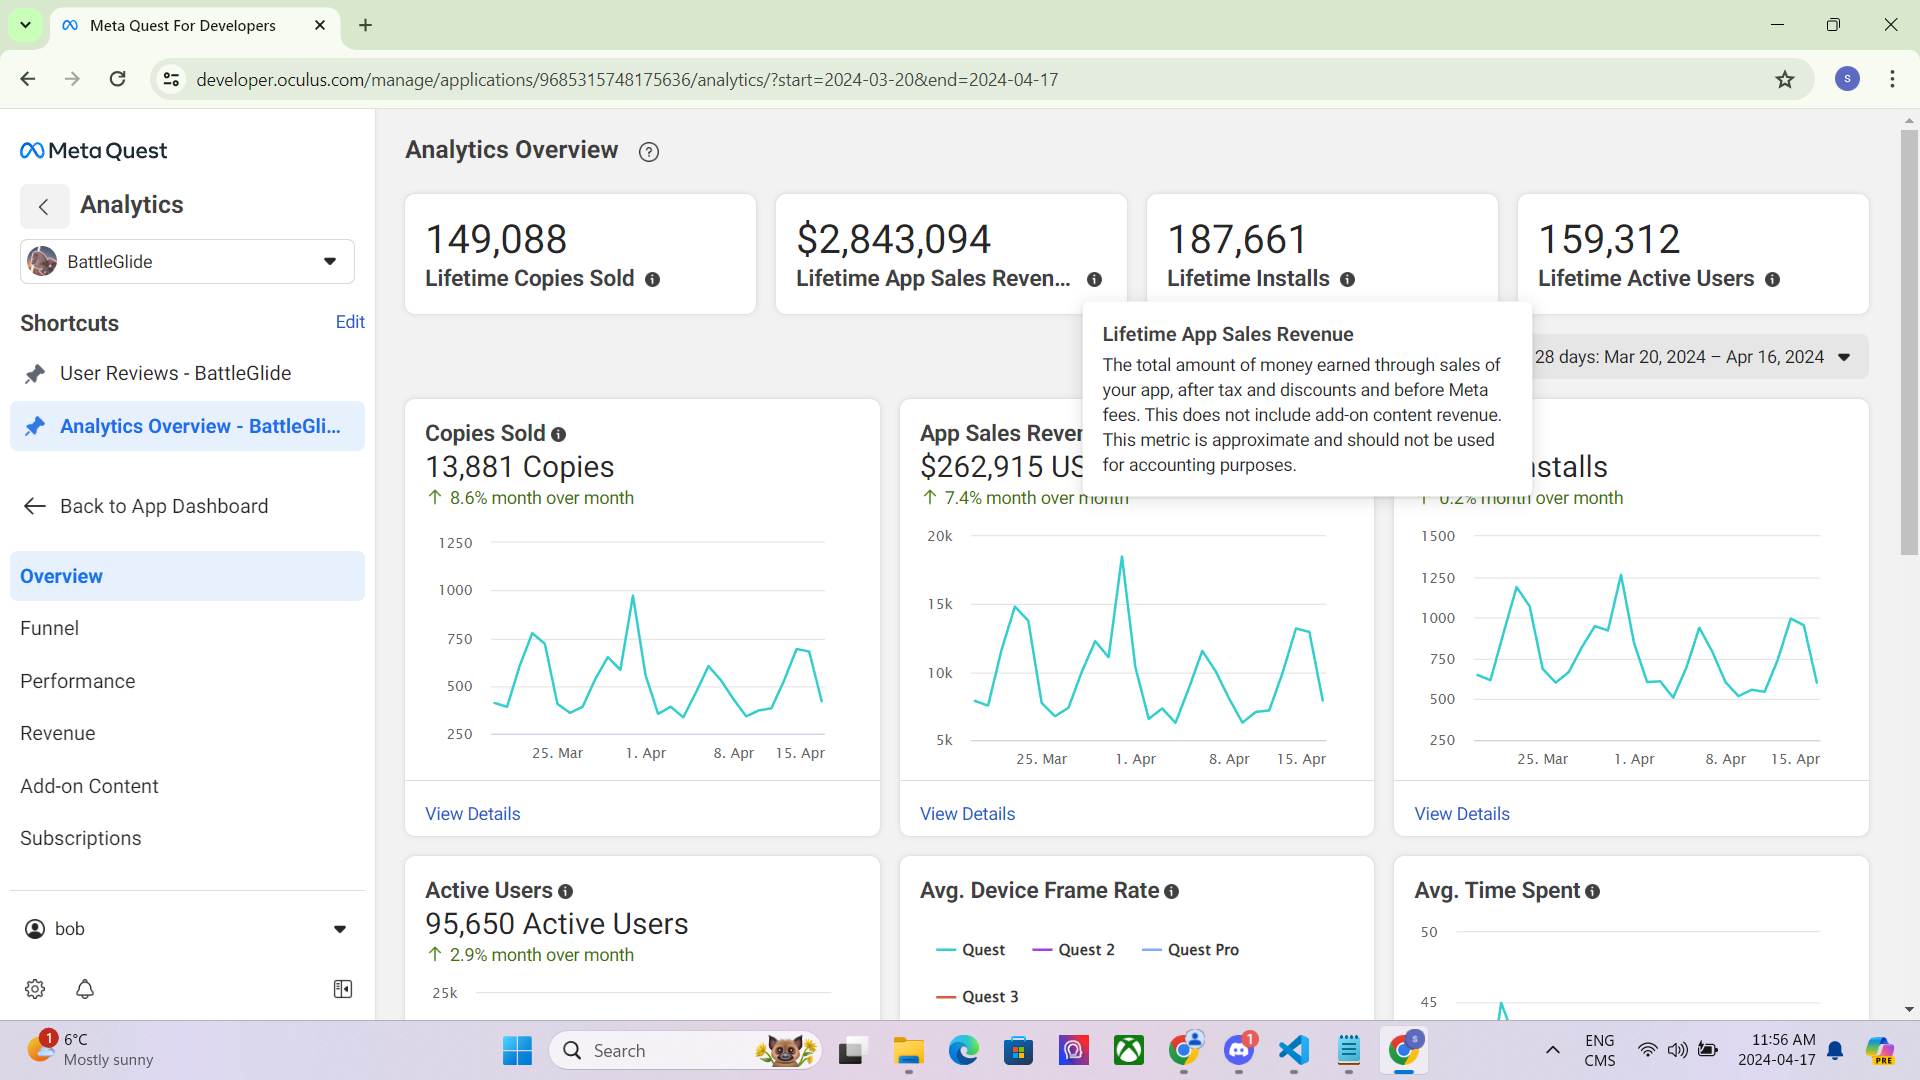 Meta Quest For Developers
developer.oculus.com/manage/applications/9685315748175636/analytics/?start=2024-03-20&end=2024-04-17
S
Meta Quest
Analytics
BattleGlide
Shortcuts
Edit
User Reviews - BattleGlide
Analytics Overview - BattleGli...
Back to App Dashboard
Overview
Funnel
Performance
Revenue
Add-on Content
Subscriptions
bob
Analytics Overview
149,088
Lifetime Copies Sold
$2,843,094
Lifetime App Sales Reven...
187,661
Lifetime Installs
159,312
Lifetime Active Users
Lifetime App Sales Revenue
The total amount of money earned through sales of
your app, after tax and discounts and before Meta
fees. This does not include add-on content revenue.
This metric is approximate and should not be used
for accounting purposes.
28 days: Mar 20, 2024 – Apr 16, 2024
Copies Sold
13,881 Copies
8.6% month over month
1250
1000
750
500
250
25. Mar 1. Apr 8. Apr 15. Apr
View Details
App Sales Reven
$262,915 US
7.4% month over month
20k
15k
10k
5k
25. Mar 1. Apr 8. Apr 15. Apr
View Details
nstalls
0.2% month over month
1500
1250
1000
750
500
250
25. Mar 1. Apr 8. Apr 15. Apr
View Details
Active Users
95,650 Active Users
2.9% month over month
25k
Avg. Device Frame Rate
Quest Quest 2 Quest Pro
Quest 3
Avg. Time Spent
50
45
1
6°C
Mostly sunny
Search
1
S
ENG
CMS
11:56 AM
2024-04-17
PRE